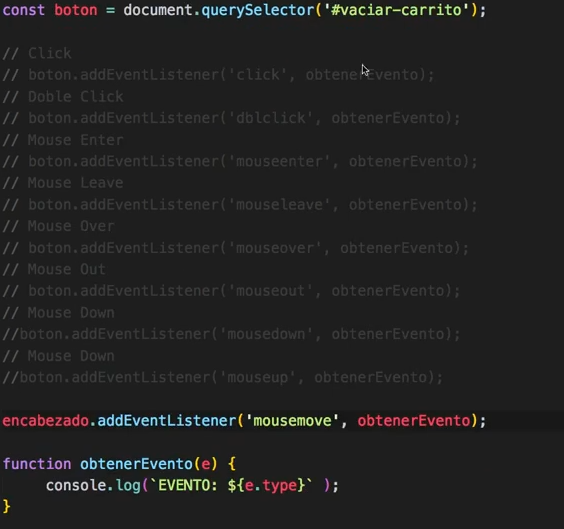 const boton = document.querySelector('#vaciar-carrito');
// Click
// boton.addEventListener('click', obtenerEvento);
// Doble Click
// boton.addEventListener('dblclick', obtenerEvento);
// Mouse Enter
// boton.addEventListener('mouseenter', obtenerEvento);
// Mouse Leave
// boton.addEventListener('mouseleave', obtenerEvento);
// Mouse Over
// boton.addEventListener('mouseover', obtenerEvento);
// Mouse Out
// boton.addEventListener('mouseout', obtenerEvento);
// Mouse Down
//boton.addEventListener('mousedown', obtenerEvento);
// Mouse Down
//boton.addEventListener('mouseup', obtenerEvento);
encabezado.addEventListener('mousemove', obtenerEvento);
function obtenerEvento(e) {
console.log(`EVENTO: ${e.type}` );
}